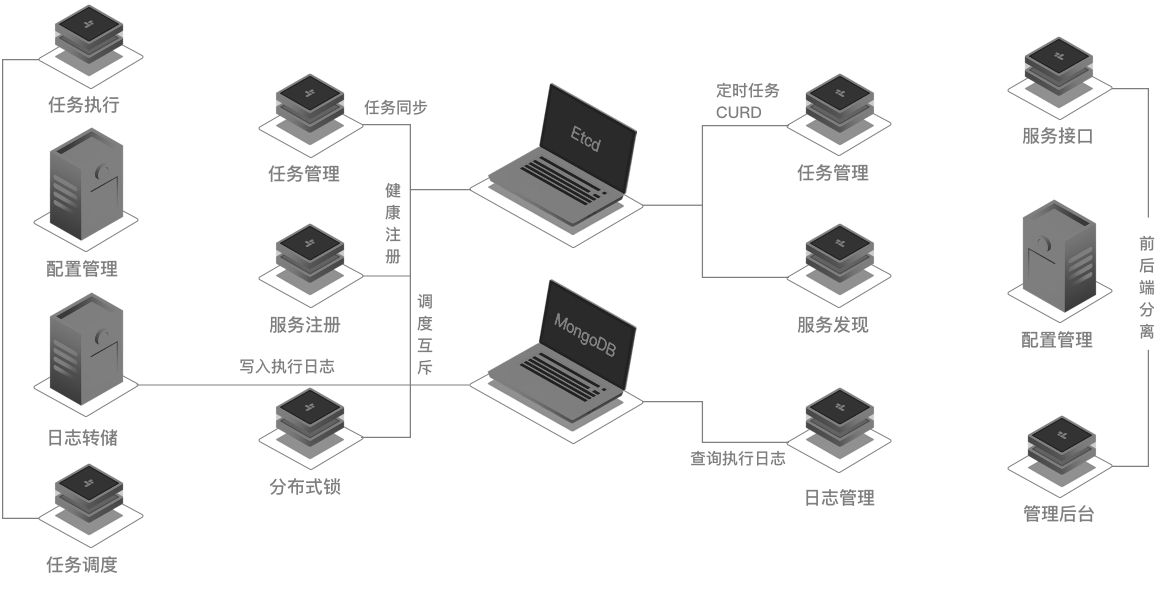 任务执行
配置管理
日志转储
任务调度
任务管理
服务注册
分布式锁
任务同步
健康注册
调度互斥
写入执行日志
Etcd
MongoDB
定时任务
CURD
任务管理
服务发现
查询执行日志
日志管理
服务接口
配置管理
管理后台
前后端分离